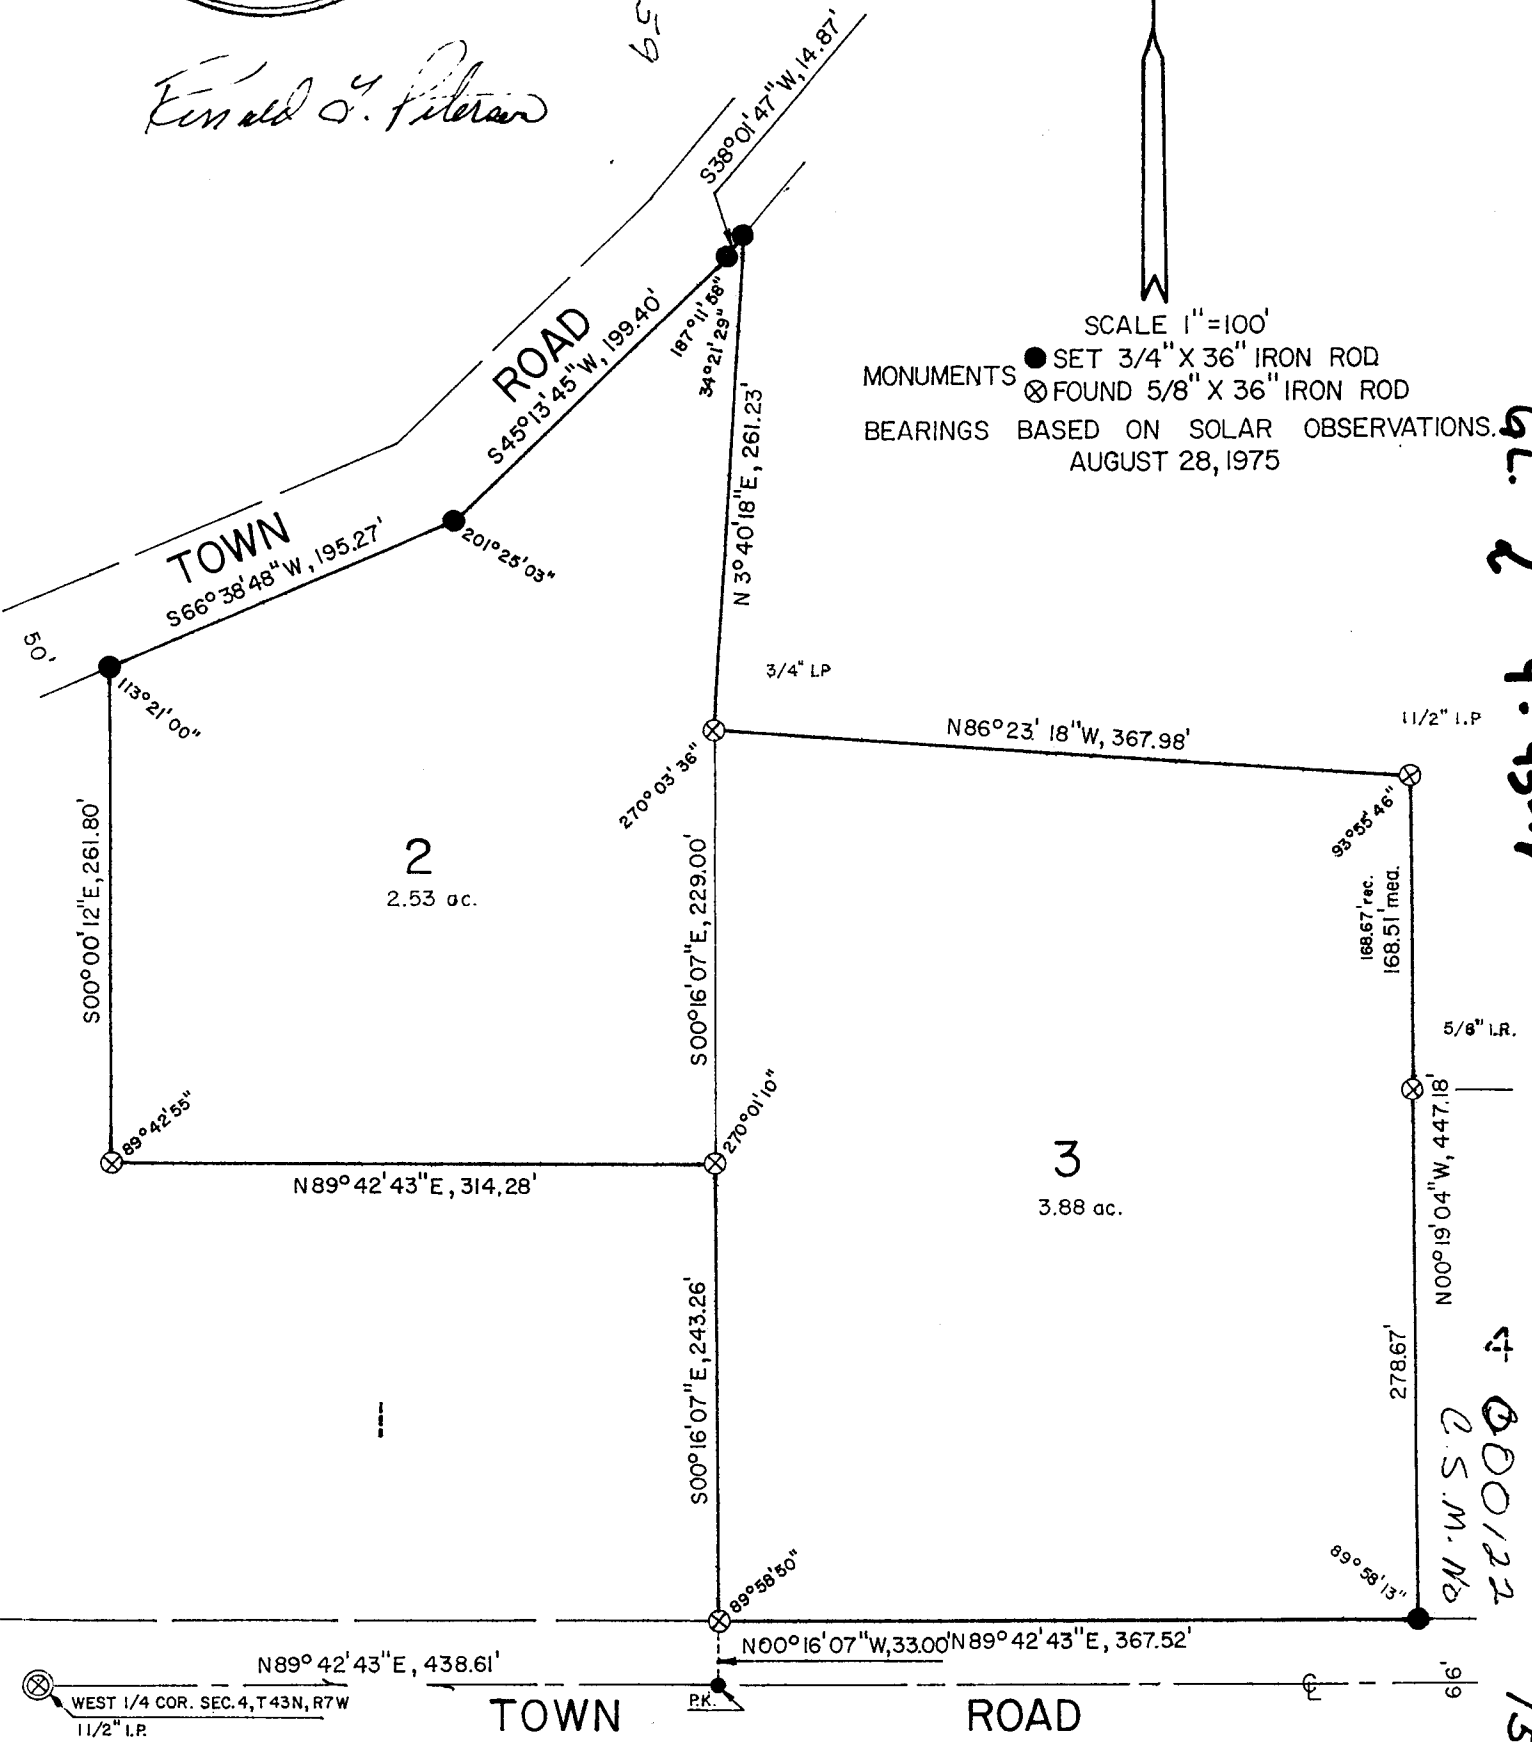 S38°01'47"W, 14.87'
SCALE 1"=100'
MONUMENTS
SET 3/4" X 36" IRON ROD
FOUND 5/8" X 36" IRON ROD
BEARINGS BASED ON SOLAR OBSERVATIONS.
AUGUST 28, 1975
187°11'58"
34°21'29"
ROAD
S45°13'45"W, 199.40'
N 3°40'18"E, 261.23'
TOWN
S66°38'48"W, 195.27'
201°25'03"
50'
113°21'00"
3/4" I.P
N86°23' 18"W, 367.98'
11/2" I.P
270°03'36"
93°55'46"
S00°00'12"E, 261.80'
2
2.53 ac.
S00°16'07"E, 229.00'
168.67' rec.
168.51' mea.
5/8" I.R.
89°42'55"
270°01'10"
N89°42'43"E, 314.28'
3
3.88 ac.
N00°19'04"W, 447.18'
S00°16'07"E, 243.26'
278.67'
1
4
000122
C.S.M. No
89°58'50"
89°58'13"
N00°16'07"W, 33.00'
N89°42'43"E, 367.52'
N89°42'43"E, 438.61'
WEST 1/4 COR. SEC. 4, T43N, R7W
11/2" I.P.
P.K.
TOWN ROAD
66'